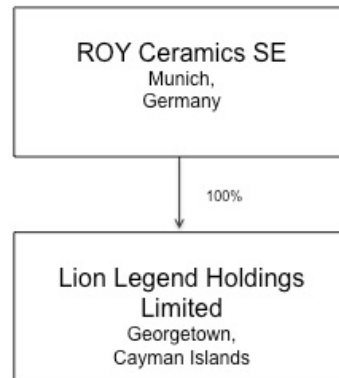 ROY Ceramics SE
Munich,
Germany
100%
Lion Legend Holdings
Limited
Georgetown,
Cayman Islands